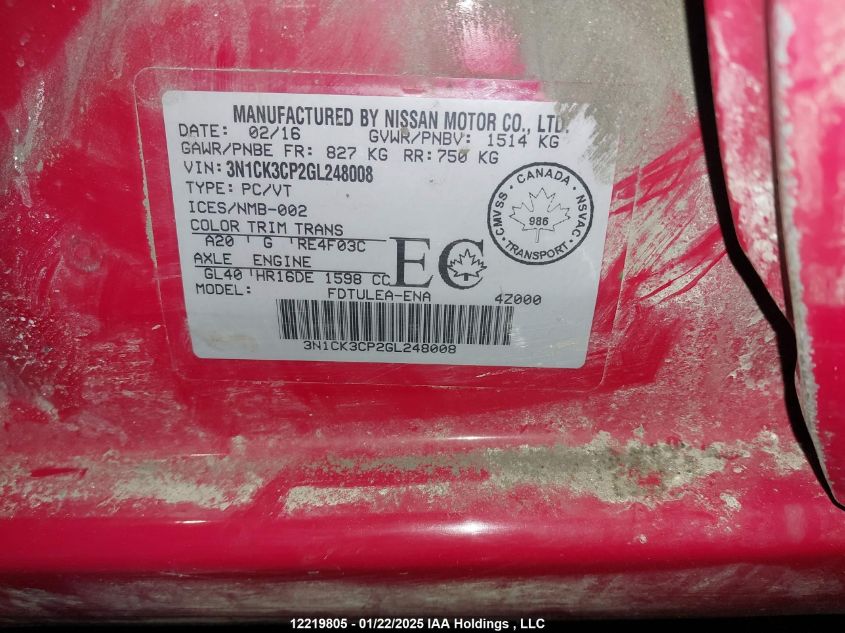 MANUFACTURED BY NISSAN MOTOR CO., LTD.
DATE: 02/16 GVWR/PNBV: 1514 KG
GAWR/PNBE FR: 827 KG RR: 750 KG
VIN: 3N1CK3CP2GL248008
TYPE: PC/VT
ICES/NMB-002
COLOR TRIM TRANS
A20 ' G 'RE4F03C
AXLE ENGINE
GL40 'HR16DE 1598 CC
MODEL: FDTULEA-ENA 4Z000
EC
CMVSS · CANADA · NSVAC · TRANSPORT ·
986
3N1CK3CP2GL248008
12219805 - 01/22/2025 IAA Holdings , LLC